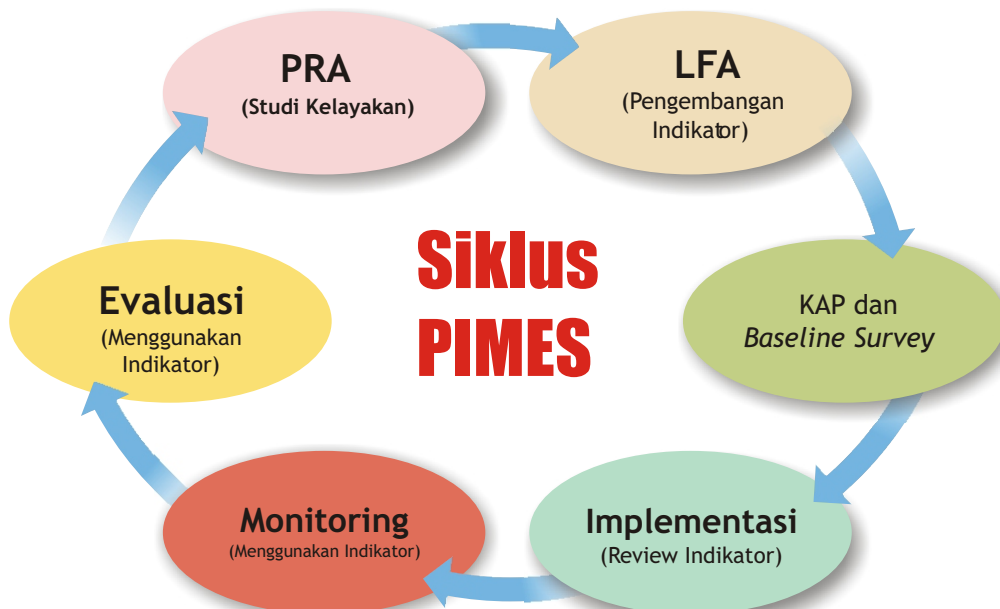 PRA
(Studi Kelayakan)
LFA
(Pengembangan
Indikator)
KAP dan
Baseline Survey
Implementasi
(Review Indikator)
Monitoring
(Menggunakan Indikator)
Evaluasi
(Menggunakan
Indikator)
Siklus
PIMES